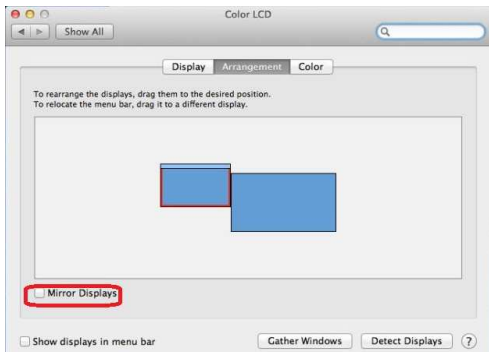 Color LCD
Show All
Display Arrangement Color
To rearrange the displays, drag them to the desired position.
To relocate the menu bar, drag it to a different display.
Mirror Displays
Show displays in menu bar Gather Windows Detect Displays ?